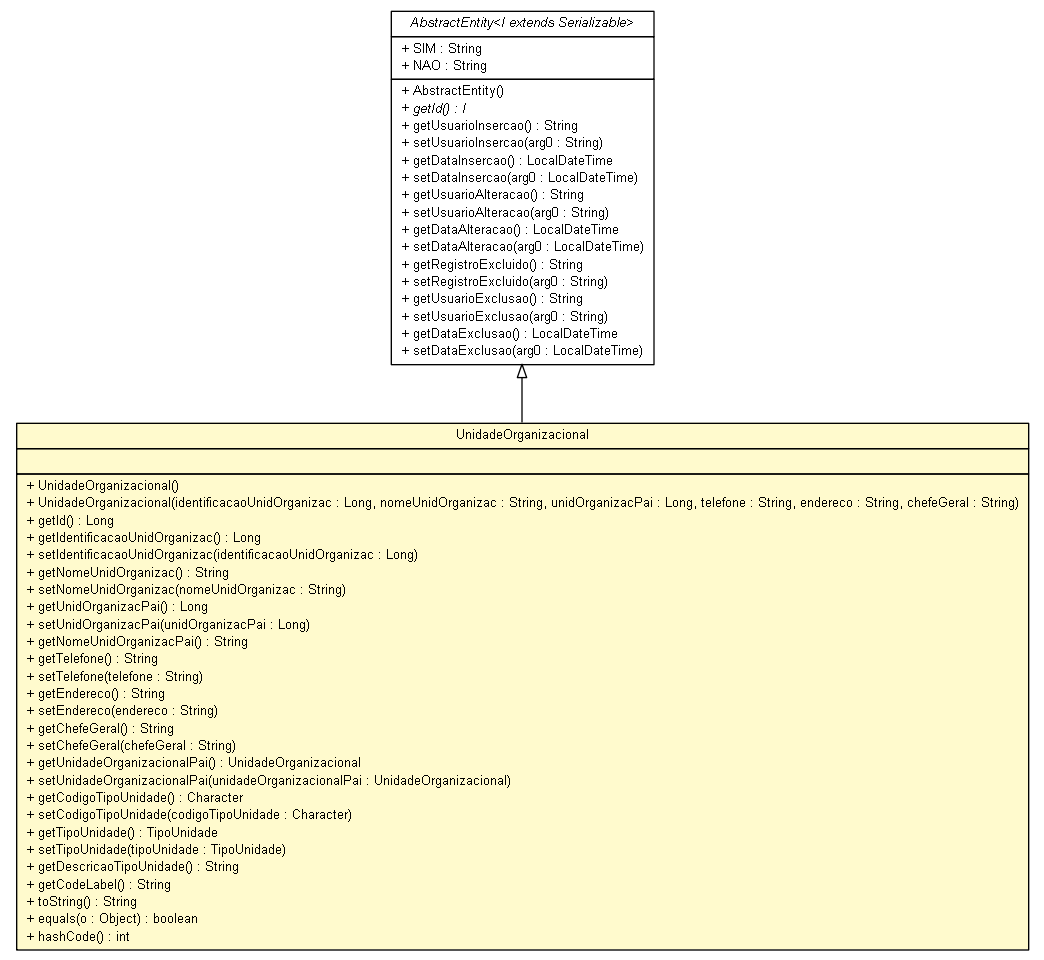 AbstractEntity<I extends Serializable>
+ SIM : String
+ NAO : String
+ AbstractEntity()
+ getId() : I
+ getUsuarioInsercao() : String
+ setUsuarioInsercao(arg0 : String)
+ getDataInsercao() : LocalDateTime
+ setDataInsercao(arg0 : LocalDateTime)
+ getUsuarioAlteracao() : String
+ setUsuarioAlteracao(arg0 : String)
+ getDataAlteracao() : LocalDateTime
+ setDataAlteracao(arg0 : LocalDateTime)
+ getRegistroExcluido() : String
+ setRegistroExcluido(arg0 : String)
+ getUsuarioExclusao() : String
+ setUsuarioExclusao(arg0 : String)
+ getDataExclusao() : LocalDateTime
+ setDataExclusao(arg0 : LocalDateTime)
UnidadeOrganizacional
+ UnidadeOrganizacional()
+ UnidadeOrganizacional(identificacaoUnidOrganizac : Long, nomeUnidOrganizac : String, unidOrganizacPai : Long, telefone : String, endereco : String, chefeGeral : String)
+ getId() : Long
+ getIdentificacaoUnidOrganizac() : Long
+ setIdentificacaoUnidOrganizac(identificacaoUnidOrganizac : Long)
+ getNomeUnidOrganizac() : String
+ setNomeUnidOrganizac(nomeUnidOrganizac : String)
+ getUnidOrganizacPai() : Long
+ setUnidOrganizacPai(unidOrganizacPai : Long)
+ getNomeUnidOrganizacPai() : String
+ getTelefone() : String
+ setTelefone(telefone : String)
+ getEndereco() : String
+ setEndereco(endereco : String)
+ getChefeGeral() : String
+ setChefeGeral(chefeGeral : String)
+ getUnidadeOrganizacionalPai() : UnidadeOrganizacional
+ setUnidadeOrganizacionalPai(unidadeOrganizacionalPai : UnidadeOrganizacional)
+ getCodigoTipoUnidade() : Character
+ setCodigoTipoUnidade(codigoTipoUnidade : Character)
+ getTipoUnidade() : TipoUnidade
+ setTipoUnidade(tipoUnidade : TipoUnidade)
+ getDescricaoTipoUnidade() : String
+ getCodeLabel() : String
+ toString() : String
+ equals(o : Object) : boolean
+ hashCode() : int